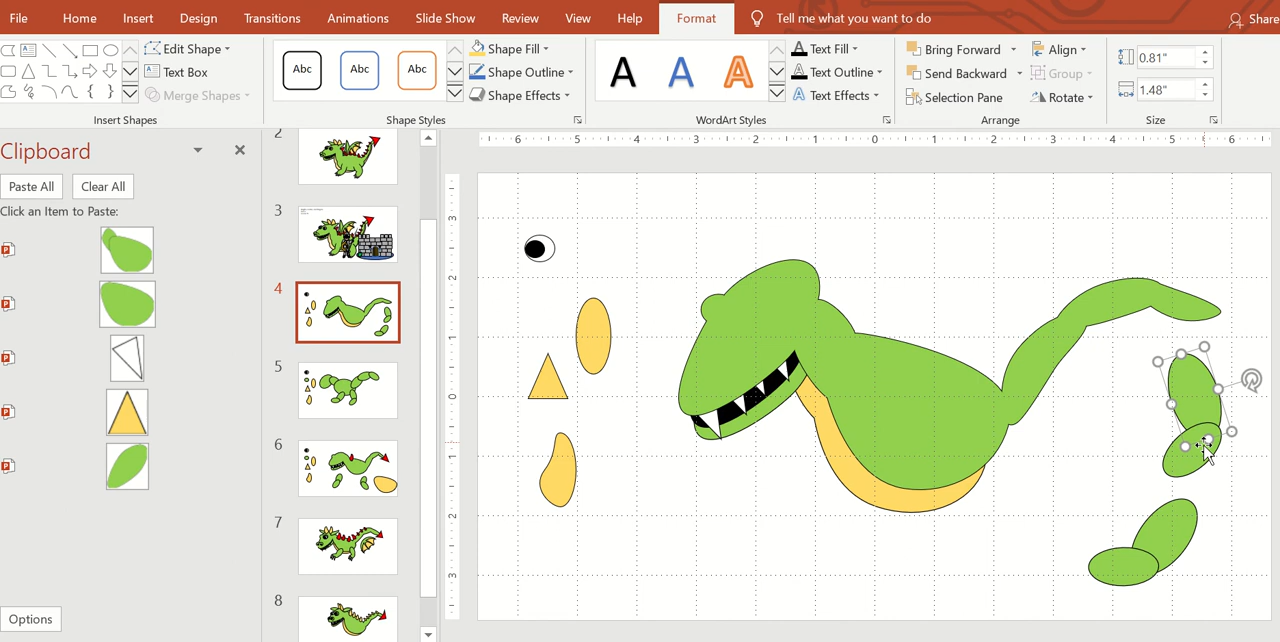 File Home Insert Design Transitions Animations Slide Show Review View Help Format Tell me what you want to do Share
Edit Shape
Text Box
Merge Shapes
Insert Shapes
Abc Abc Abc
Shape Fill
Shape Outline
Shape Effects
Shape Styles
A A A
Text Fill
Text Outline
Text Effects
WordArt Styles
Bring Forward
Send Backward
Selection Pane
Align
Group
Rotate
Arrange
0.81"
1.48"
Size
Clipboard
Paste All Clear All
Click an Item to Paste:
Options
2
3
4
5
6
7
8
6 5 4 3 2 1 0 1 2 3 4 5 6
3
2
1
0
1
2
3